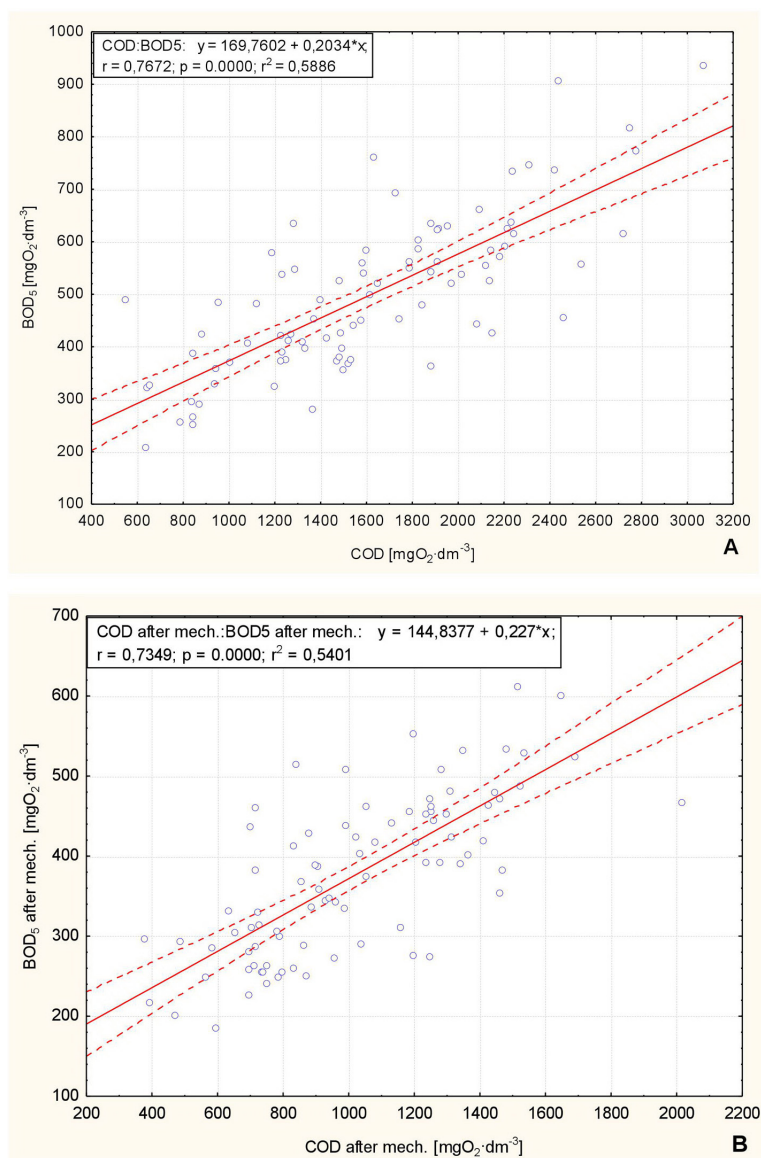 COD:BOD5: y = 169,7602 + 0,2034*x;
r = 0,7672; p = 0.0000; r² = 0,5886
1000
900
800
700
600
500
400
300
200
100
BOD₅ [mgO₂·dm⁻³]
400 600 800 1000 1200 1400 1600 1800 2000 2200 2400 2600 2800 3000 3200
COD [mgO₂·dm⁻³]
A
COD after mech.:BOD5 after mech.: y = 144,8377 + 0,227*x;
r = 0,7349; p = 0.0000; r² = 0,5401
700
600
500
400
300
200
100
BOD₅ after mech. [mgO₂·dm⁻³]
200 400 600 800 1000 1200 1400 1600 1800 2000 2200
COD after mech. [mgO₂·dm⁻³]
B